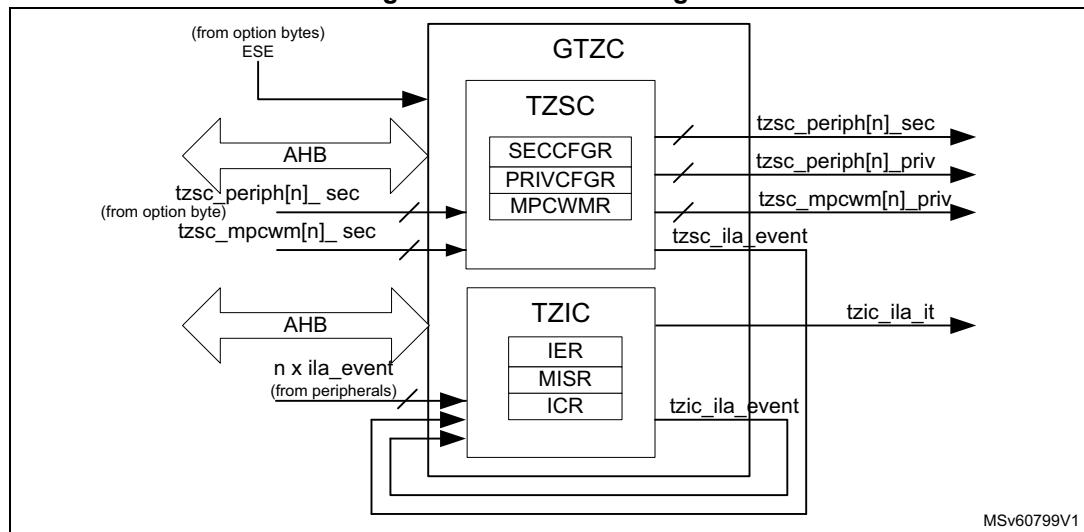 (from option bytes)
ESE
GTZC
TZSC
SECCFGR
PRIVCFGR
MPCWMR
AHB
tzsc_periph[n]_ sec
(from option byte)
tzsc_mpcwm[n]_ sec
tzsc_periph[n]_sec
tzsc_periph[n]_priv
tzsc_mpcwm[n]_priv
tzsc_ila_event
TZIC
IER
MISR
ICR
AHB
n x ila_event
(from peripherals)
tzic_ila_it
tzic_ila_event
MSv60799V1